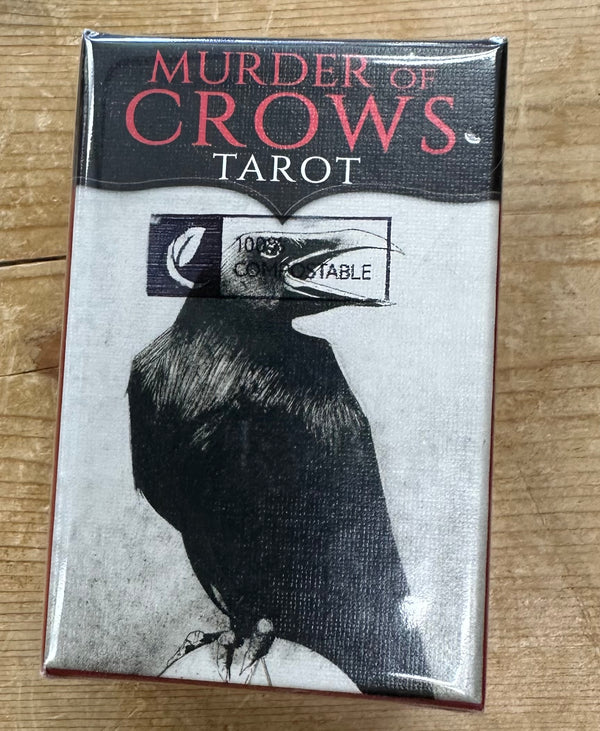 MURDER OF
CROWS
TAROT
100%
COMPOSTABLE